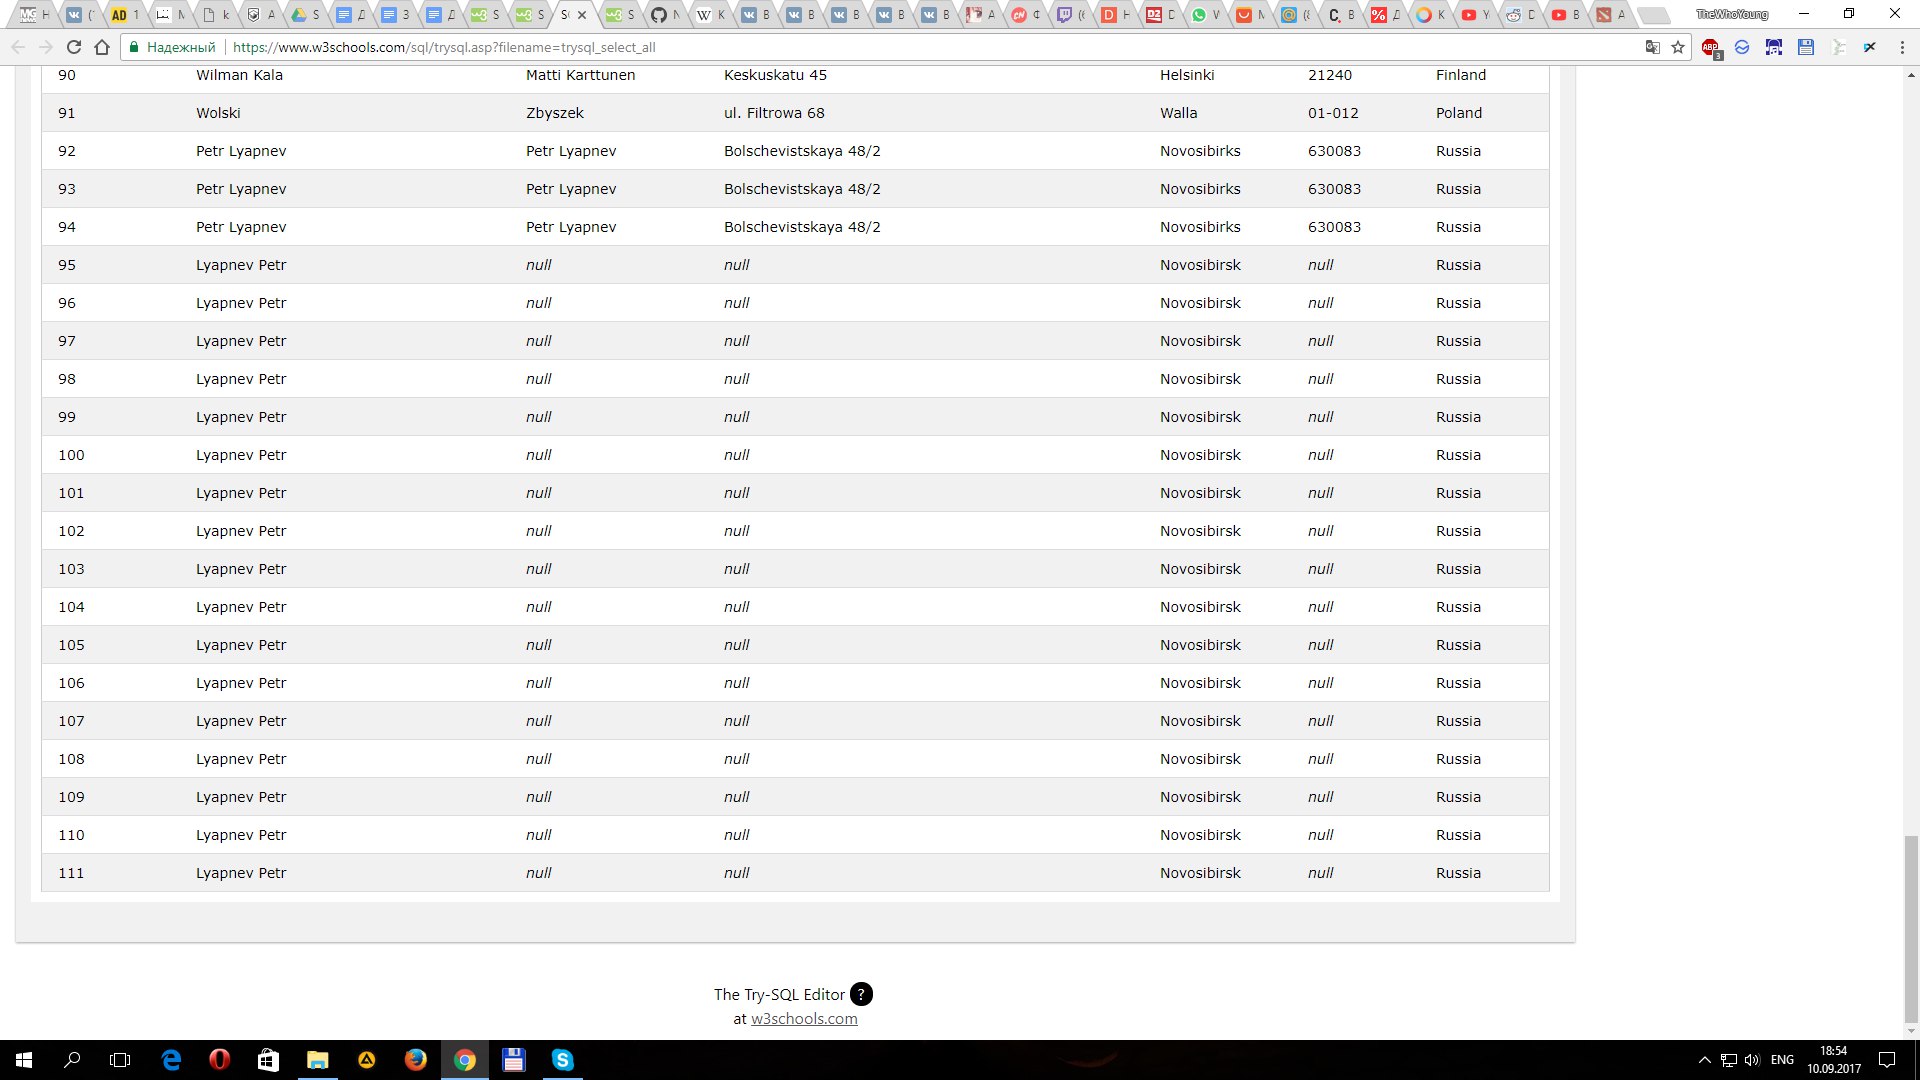 TheWhoYoung
Надежный https://www.w3schools.com/sql/trysql.asp?filename=trysql_select_all
90 Wilman Kala Matti Karttunen Keskuskatu 45 Helsinki 21240 Finland
91 Wolski Zbyszek ul. Filtrowa 68 Walla 01-012 Poland
92 Petr Lyapnev Petr Lyapnev Bolschevistskaya 48/2 Novosibirks 630083 Russia
93 Petr Lyapnev Petr Lyapnev Bolschevistskaya 48/2 Novosibirks 630083 Russia
94 Petr Lyapnev Petr Lyapnev Bolschevistskaya 48/2 Novosibirks 630083 Russia
95 Lyapnev Petr null null Novosibirsk null Russia
96 Lyapnev Petr null null Novosibirsk null Russia
97 Lyapnev Petr null null Novosibirsk null Russia
98 Lyapnev Petr null null Novosibirsk null Russia
99 Lyapnev Petr null null Novosibirsk null Russia
100 Lyapnev Petr null null Novosibirsk null Russia
101 Lyapnev Petr null null Novosibirsk null Russia
102 Lyapnev Petr null null Novosibirsk null Russia
103 Lyapnev Petr null null Novosibirsk null Russia
104 Lyapnev Petr null null Novosibirsk null Russia
105 Lyapnev Petr null null Novosibirsk null Russia
106 Lyapnev Petr null null Novosibirsk null Russia
107 Lyapnev Petr null null Novosibirsk null Russia
108 Lyapnev Petr null null Novosibirsk null Russia
109 Lyapnev Petr null null Novosibirsk null Russia
110 Lyapnev Petr null null Novosibirsk null Russia
111 Lyapnev Petr null null Novosibirsk null Russia
The Try-SQL Editor ?
at w3schools.com
ENG 18:54
10.09.2017